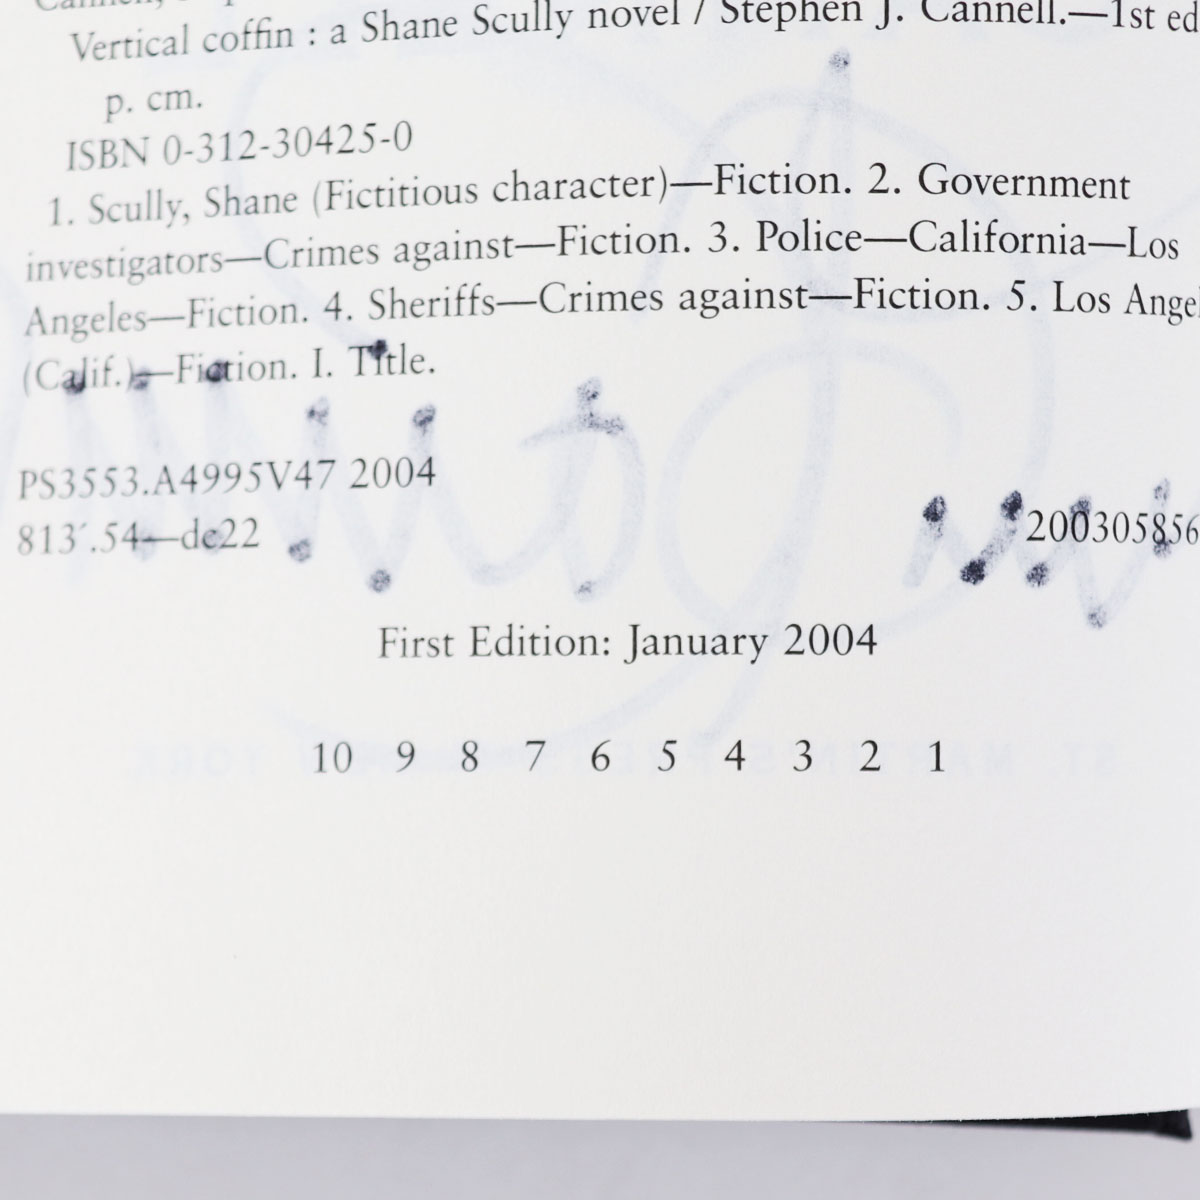 Vertical coffin : a Shane Scully novel / Stephen J. Cannell.—1st ed
p. cm.
ISBN 0-312-30425-0
1. Scully, Shane (Fictitious character)—Fiction. 2. Government
investigators—Crimes against—Fiction. 3. Police—California—Los
Angeles—Fiction. 4. Sheriffs—Crimes against—Fiction. 5. Los Angel
(Calif.)—Fiction. I. Title.
PS3553.A4995V47 2004
813´.54—dc22
200305856
First Edition: January 2004
10 9 8 7 6 5 4 3 2 1